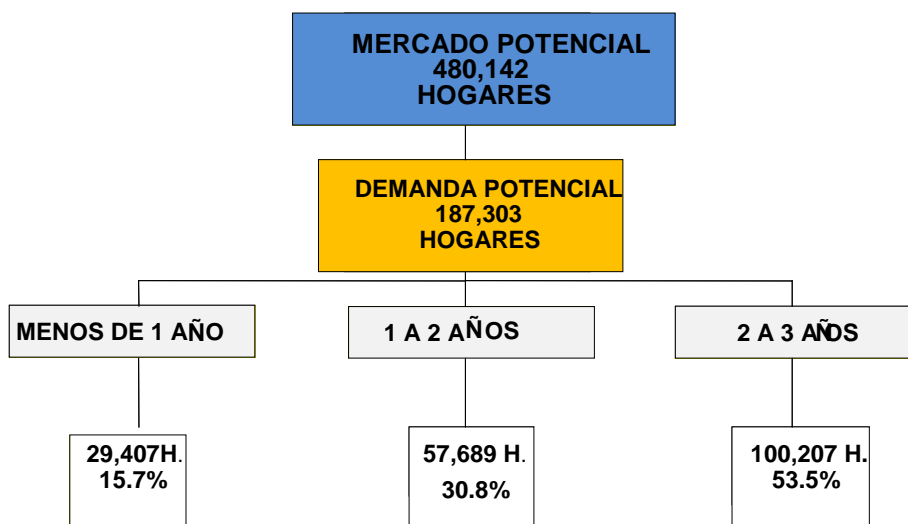 MERCADO POTENCIAL
480,142
HOGARES
DEMANDA POTENCIAL
187,303
HOGARES
MENOS DE 1 AÑO
1 A 2 AÑOS
2 A 3 AÑOS
29,407H.
15.7%
57,689 H.
30.8%
100,207 H.
53.5%